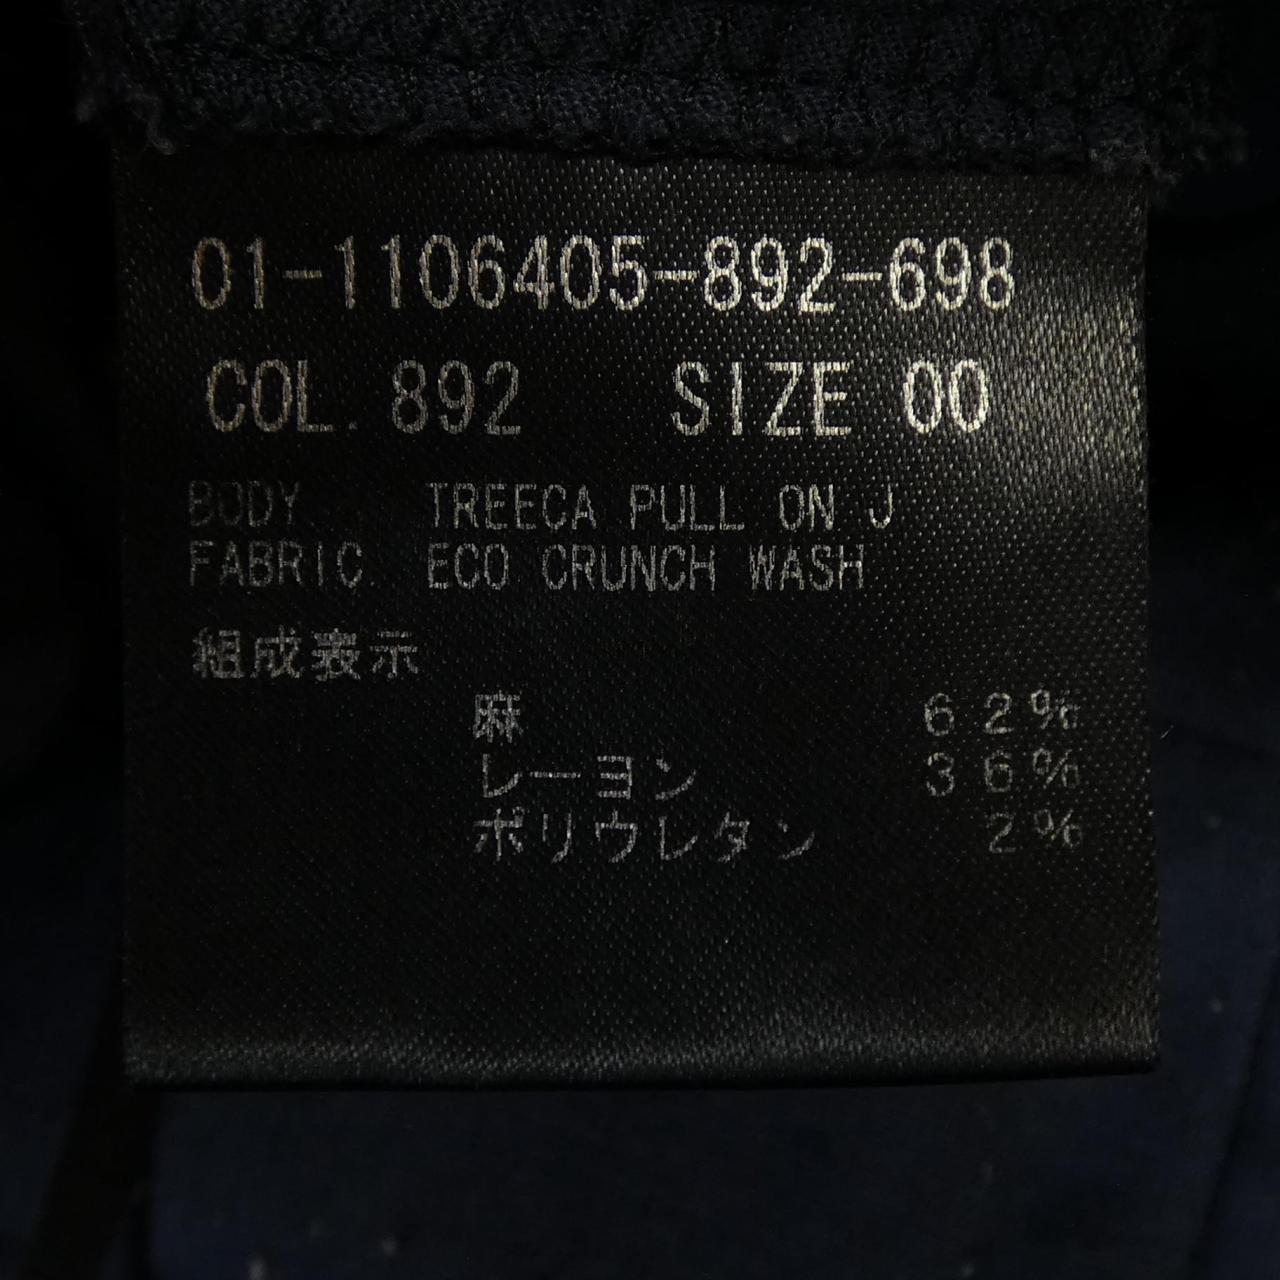 01-1106405-892-698
COL. 892 SIZE 00
BODY TREECA PULL ON J
FABRIC ECO CRUNCH WASH
組成表示
麻 62%
レーヨン 36%
ポリウレタン 2%